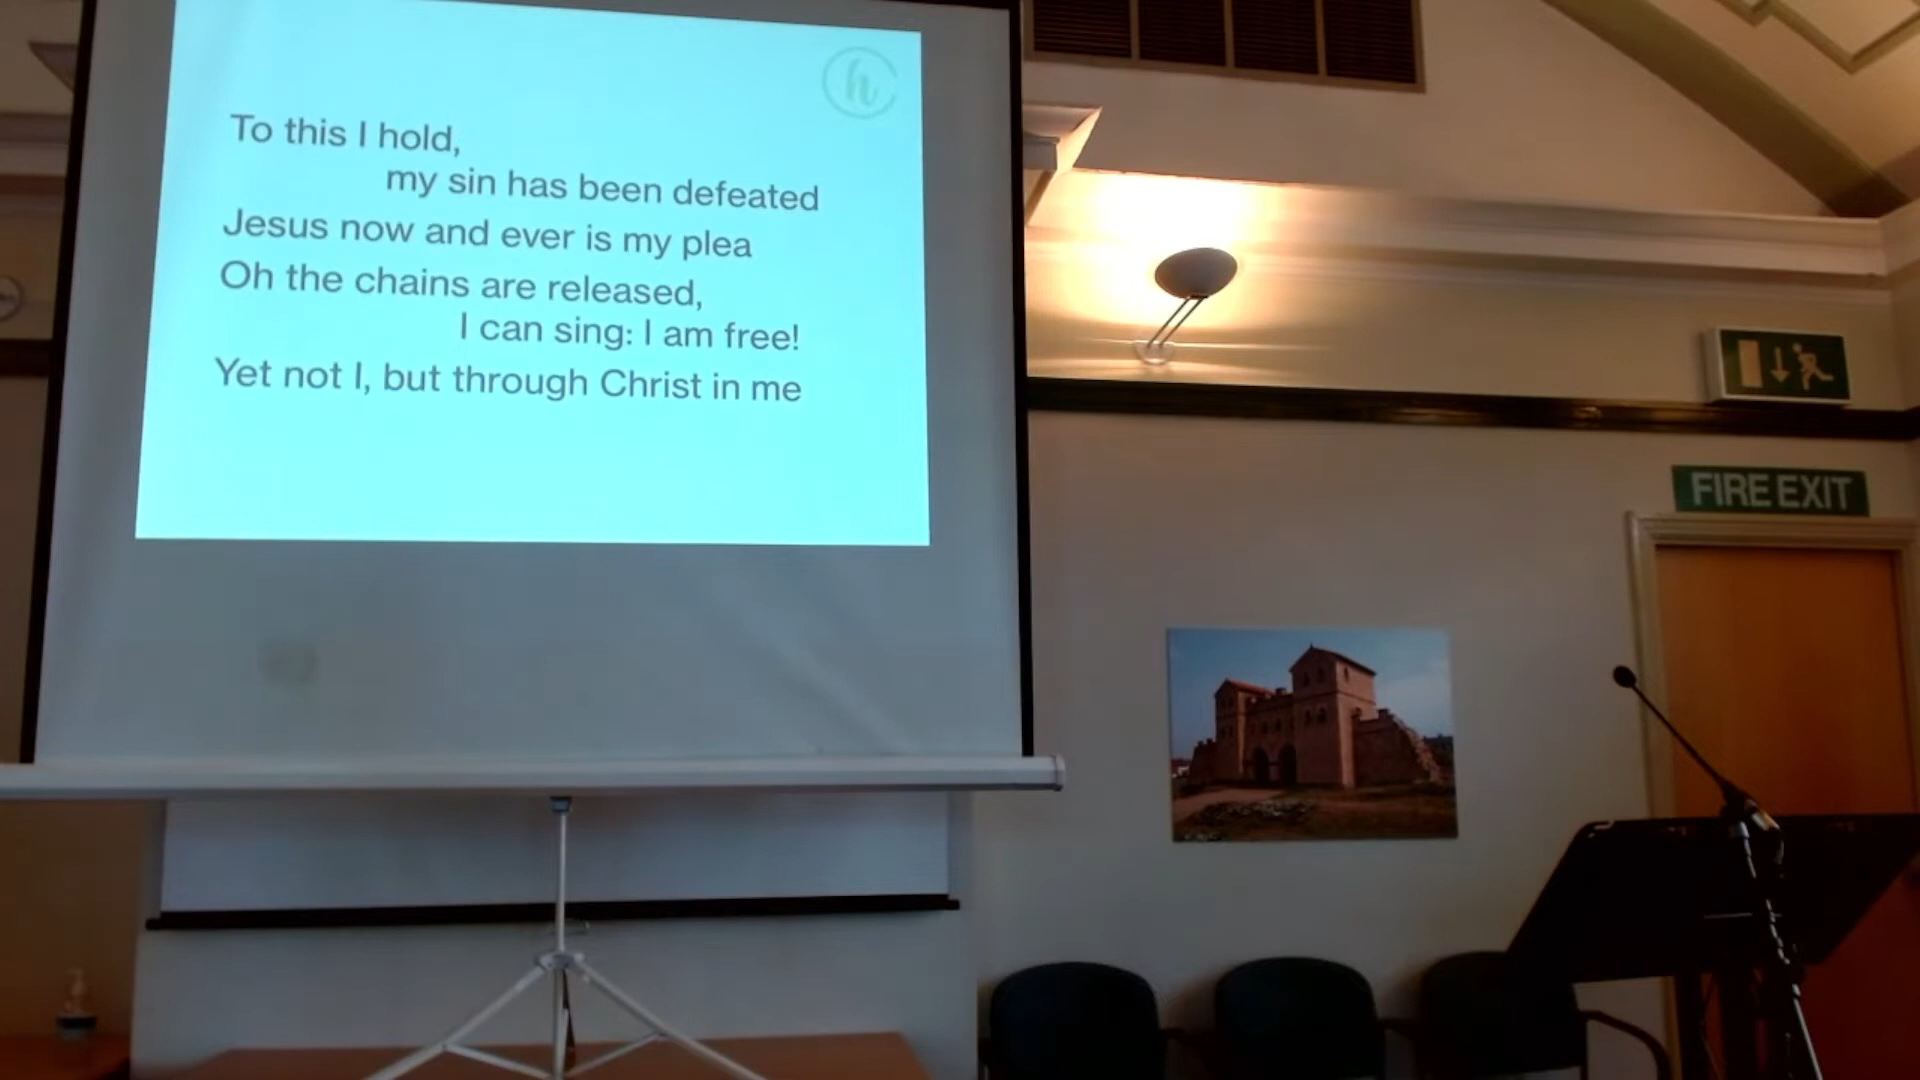 h
To this I hold,
my sin has been defeated
Jesus now and ever is my plea
Oh the chains are released,
I can sing: I am free!
Yet not I, but through Christ in me
FIRE EXIT